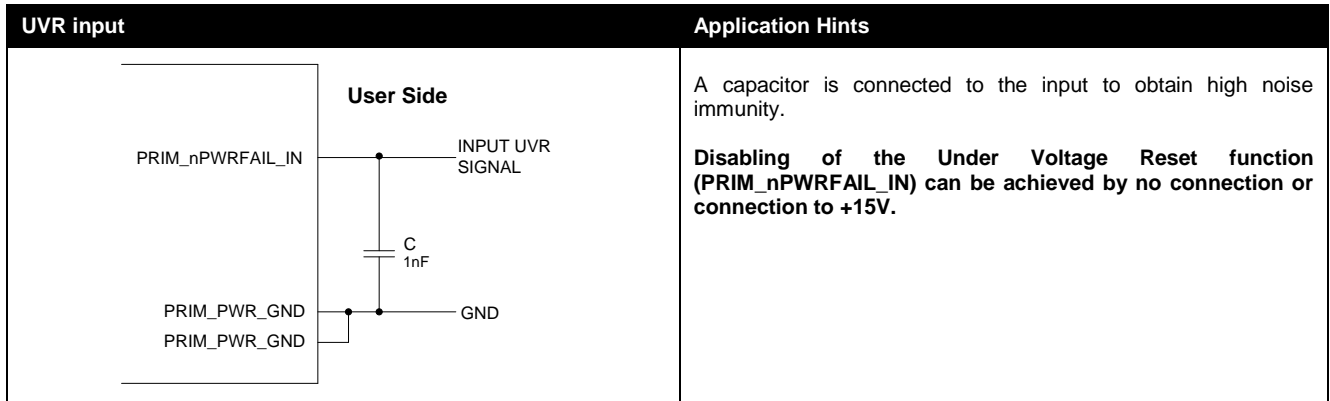 UVR input
Application Hints
User Side
PRIM_nPWRFAIL_IN
INPUT UVR
SIGNAL
C
1nF
PRIM_PWR_GND
GND
PRIM_PWR_GND
A capacitor is connected to the input to obtain high noise
immunity.
Disabling of the Under Voltage Reset function
(PRIM_nPWRFAIL_IN) can be achieved by no connection or
connection to +15V.